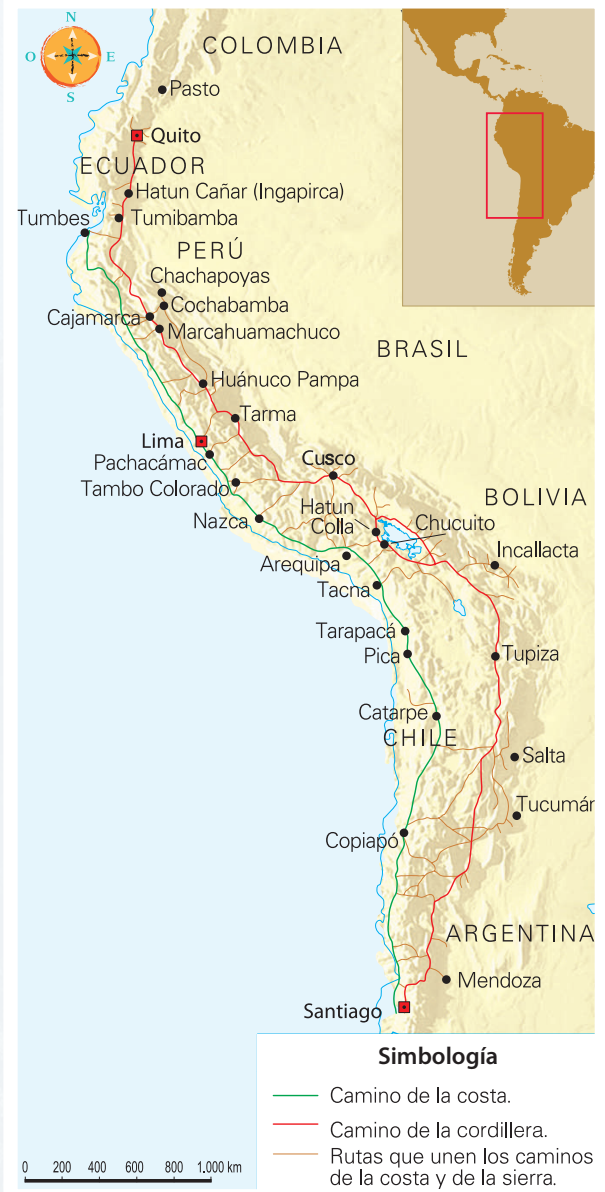 N
O
E
S
COLOMBIA
Pasto
Quito
ECUADOR
Hatun Cañar (Ingapirca)
Tumbes
Tumibamba
PERÚ
Chachapoyas
Cochabamba
Cajamarca
Marcahuamachuco
BRASIL
Huánuco Pampa
Tarma
Lima
Pachacámac
Cusco
Tambo Colorado
BOLIVIA
Hatun
Colla
Chucuito
Nazca
Incallacta
Arequipa
Tacna
Tarapacá
Pica
Tupiza
Catarpe
CHILE
Salta
Tucumán
Copiapó
ARGENTINA
Mendoza
Santiago
Simbología
Camino de la costa.
Camino de la cordillera.
Rutas que unen los caminos
de la costa y de la sierra.
0 200 400 600 800 1.000 km